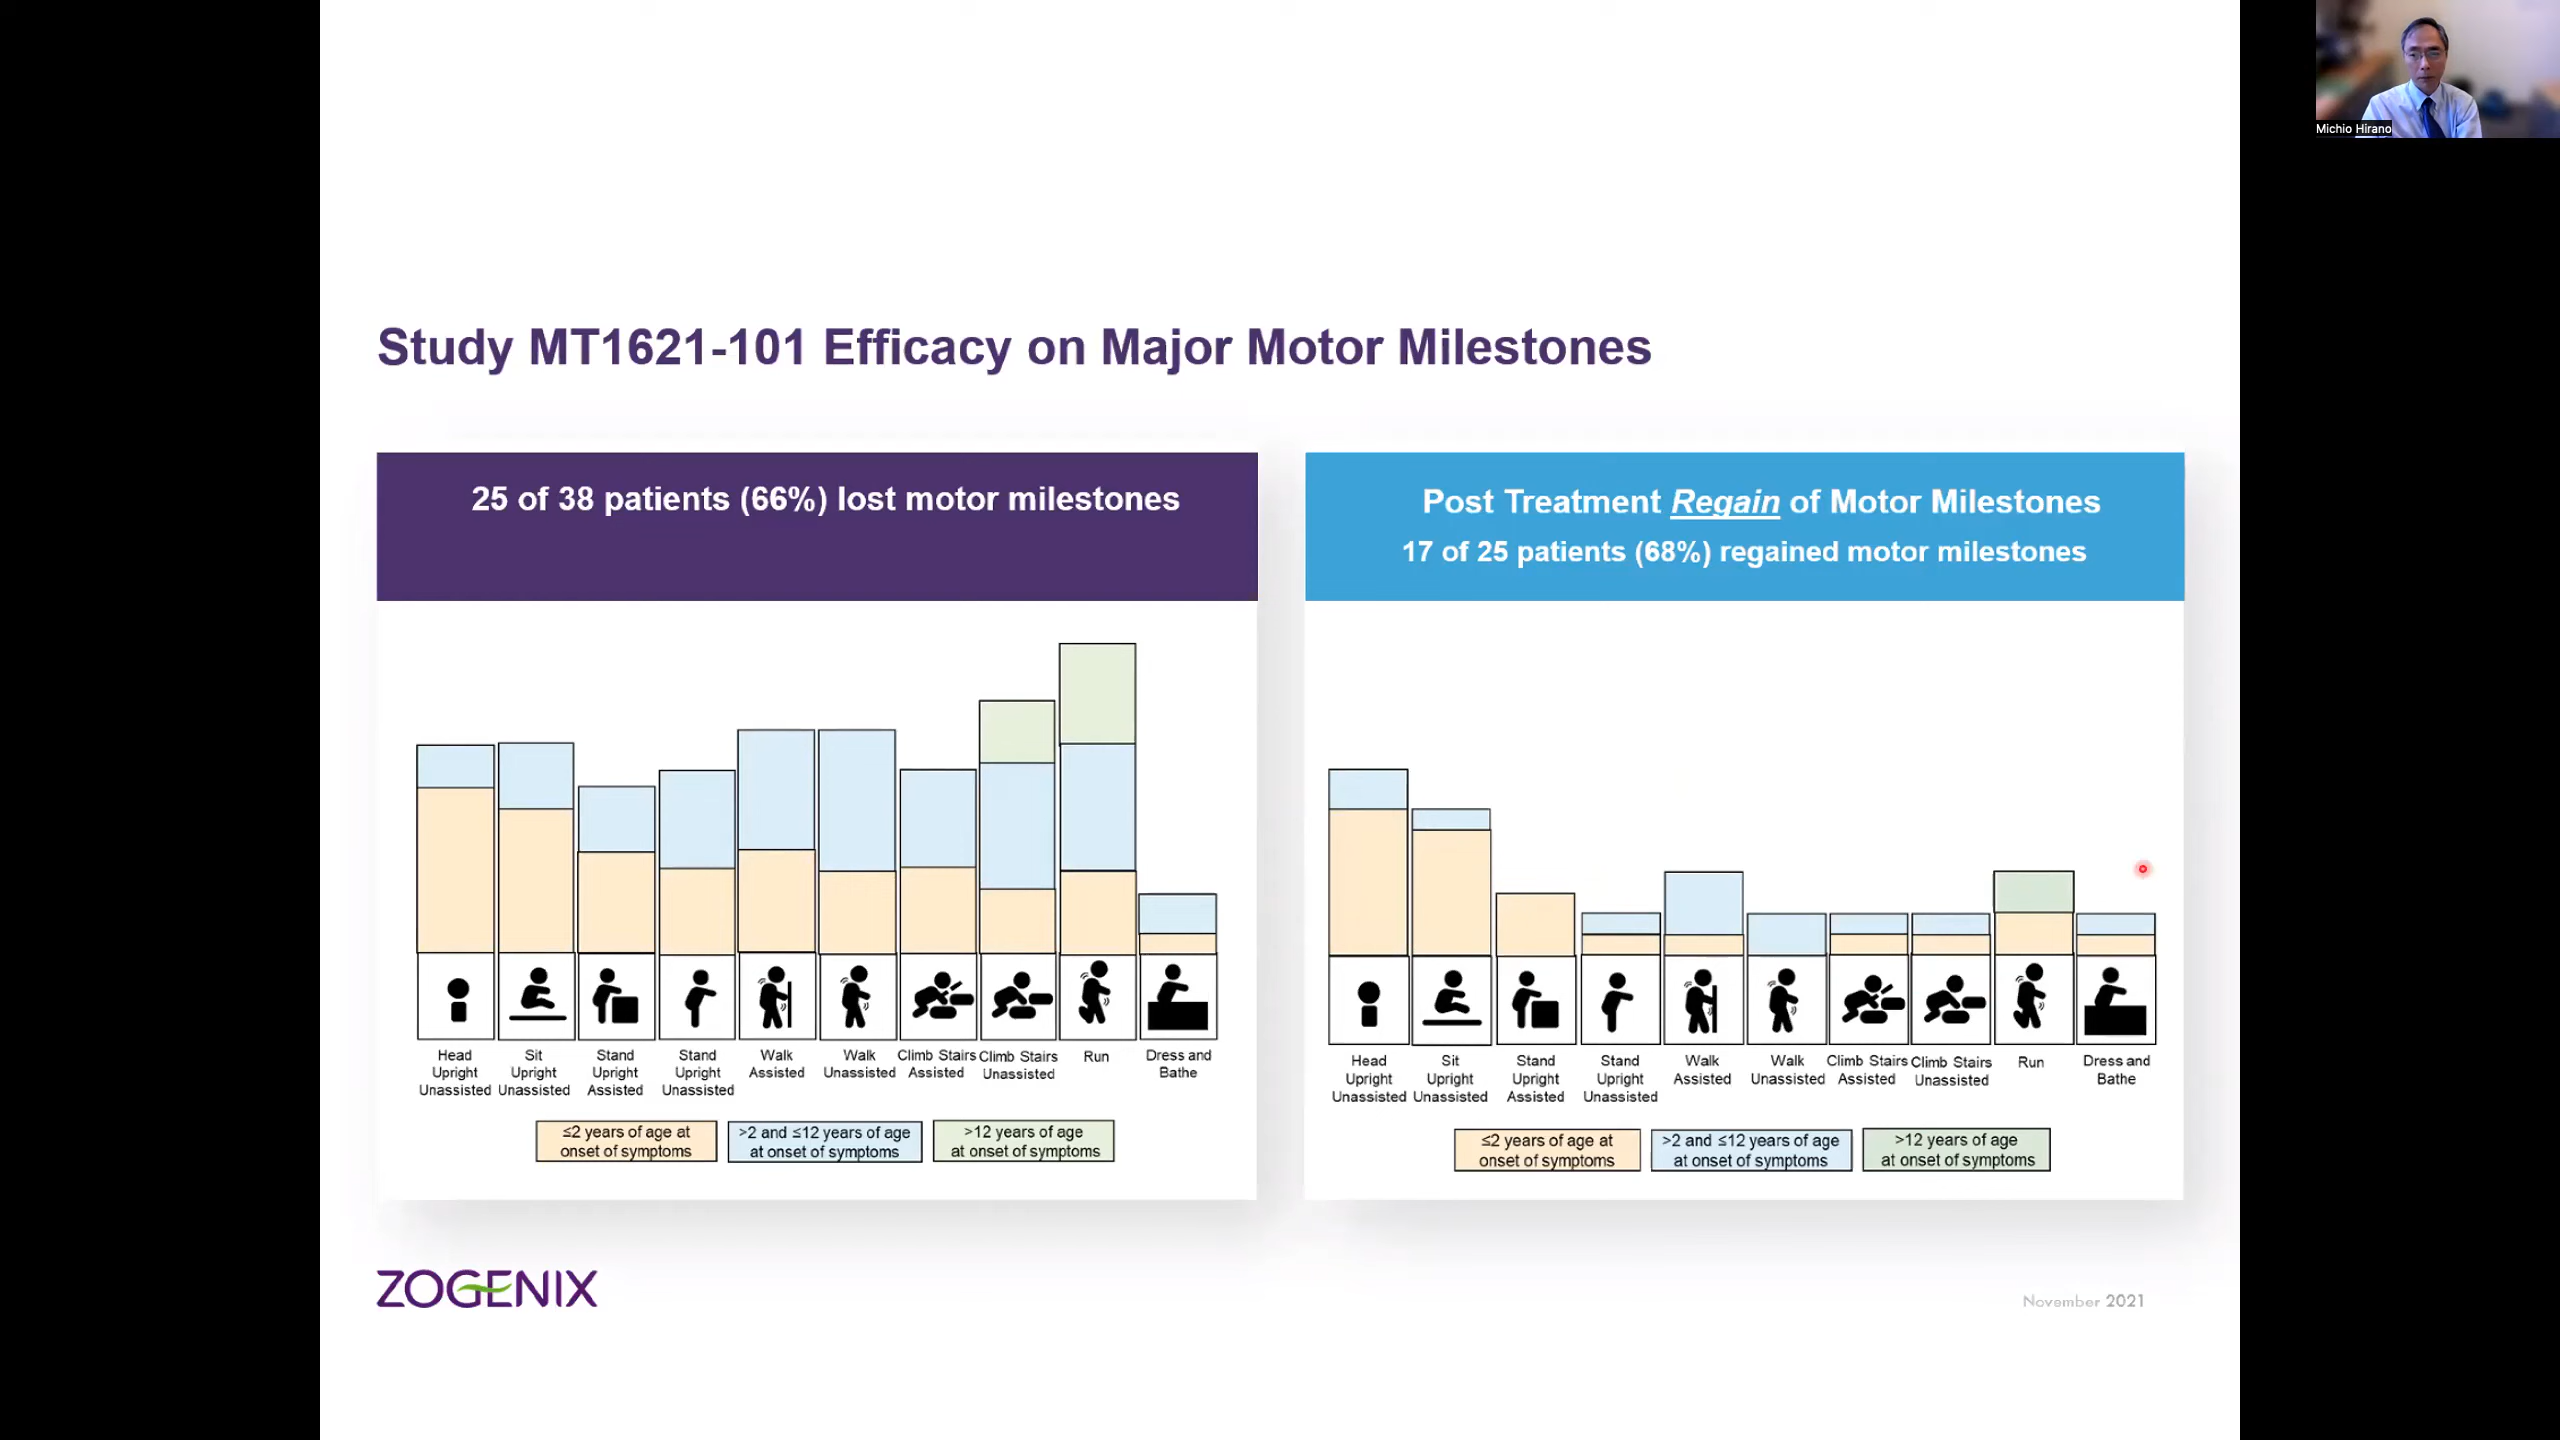 Michio Hirano
Study MT1621-101 Efficacy on Major Motor Milestones
25 of 38 patients (66%) lost motor milestones
Head
Upright
Unassisted
Sit
Upright
Unassisted
Stand
Upright
Assisted
Stand
Upright
Unassisted
Walk
Assisted
Walk
Unassisted
Climb Stairs
Assisted
Climb Stairs
Unassisted
Run
Dress and
Bathe
≤2 years of age at
onset of symptoms
>2 and ≤12 years of age
at onset of symptoms
>12 years of age
at onset of symptoms
Post Treatment Regain of Motor Milestones
17 of 25 patients (68%) regained motor milestones
Head
Upright
Unassisted
Sit
Upright
Unassisted
Stand
Upright
Assisted
Stand
Upright
Unassisted
Walk
Assisted
Walk
Unassisted
Climb Stairs
Assisted
Climb Stairs
Unassisted
Run
Dress and
Bathe
≤2 years of age at
onset of symptoms
>2 and ≤12 years of age
at onset of symptoms
>12 years of age
at onset of symptoms
ZOGENIX
November 2021